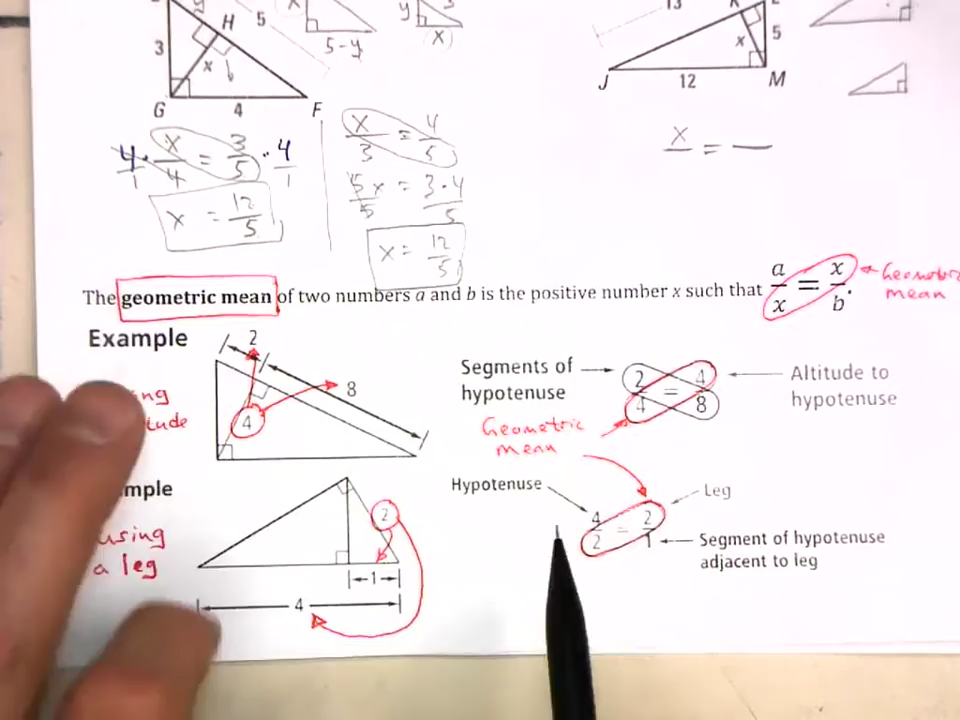 H
5
3
x
G
4
F
5-y
y
x
13
5
x
J
12
M
4/1 · x/4 = 3/5 · 4/1
x = 12/5
x/3 = 4/5
5x/5 = 3·4/5
x = 12/5
x/ = —
The geometric mean of two numbers a and b is the positive number x such that a/x = x/b.
Geometric
mean
Example
2
8
4
Segments of
hypotenuse
2/4 = 4/8
Altitude to
hypotenuse
Geometric
mean
using
a leg
2
1
4
Hypotenuse
4/2 = 2/1
Leg
Segment of hypotenuse
adjacent to leg